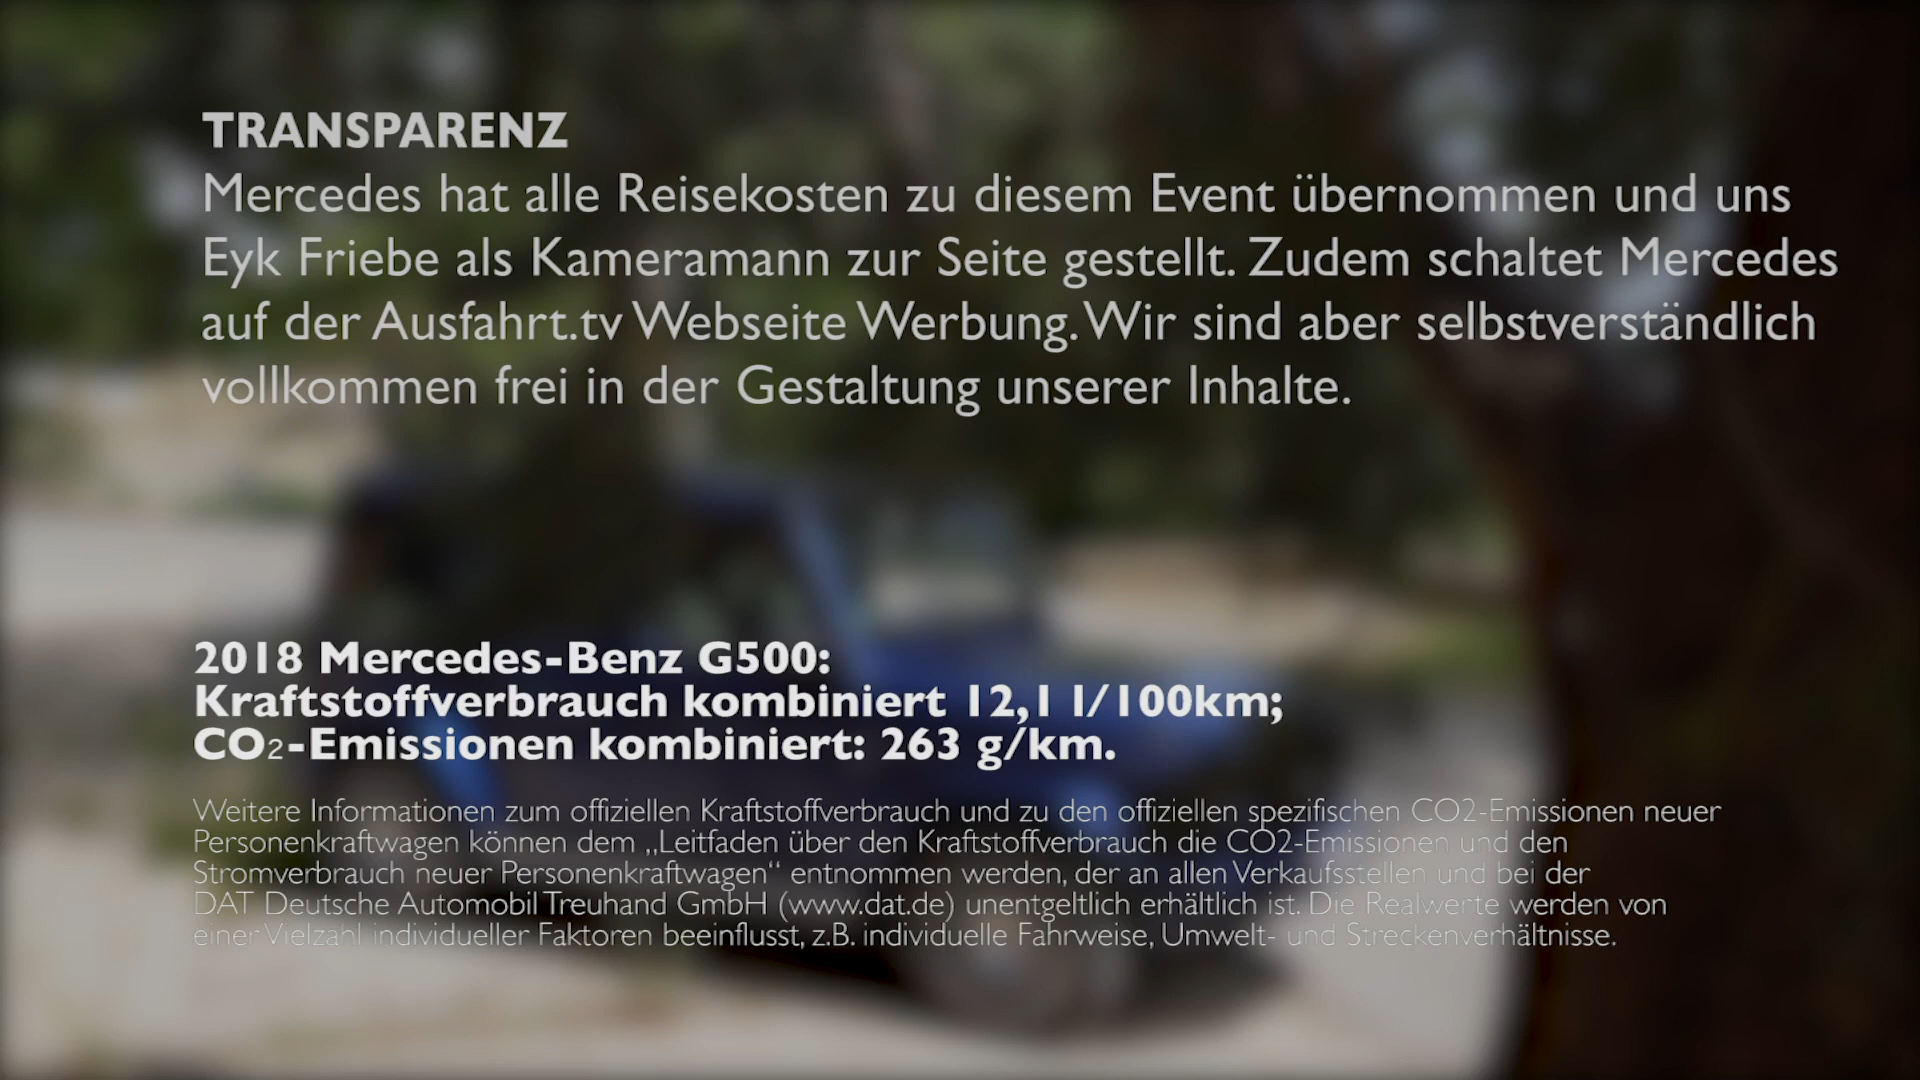 TRANSPARENZ
Mercedes hat alle Reisekosten zu diesem Event übernommen und uns
Eyk Friebe als Kameramann zur Seite gestellt. Zudem schaltet Mercedes
auf der Ausfahrt.tv Webseite Werbung. Wir sind aber selbstverständlich
vollkommen frei in der Gestaltung unserer Inhalte.
2018 Mercedes-Benz G500:
Kraftstoffverbrauch kombiniert 12,1 l/100km;
CO2-Emissionen kombiniert: 263 g/km.
Weitere Informationen zum offiziellen Kraftstoffverbrauch und zu den offiziellen spezifischen CO2-Emissionen neuer
Personenkraftwagen können dem „Leitfaden über den Kraftstoffverbrauch die CO2-Emissionen und den
Stromverbrauch neuer Personenkraftwagen“ entnommen werden, der an allen Verkaufsstellen und bei der
DAT Deutsche Automobil Treuhand GmbH (www.dat.de) unentgeltlich erhältlich ist. Die Realwerte werden von
einer Vielzahl individueller Faktoren beeinflusst, z.B. individuelle Fahrweise, Umwelt- und Streckenverhältnisse.